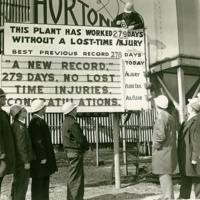 HORTON
THIS PLANT HAS WORKED 279 DAYS
WITHOUT A LOST-TIME INJURY
BEST PREVIOUS RECORD 278 DAYS
TODAY
"A NEW RECORD,"
279 DAYS, NO LOST
TIME INJURIES.
CONGRATULATIONS.
INJURY